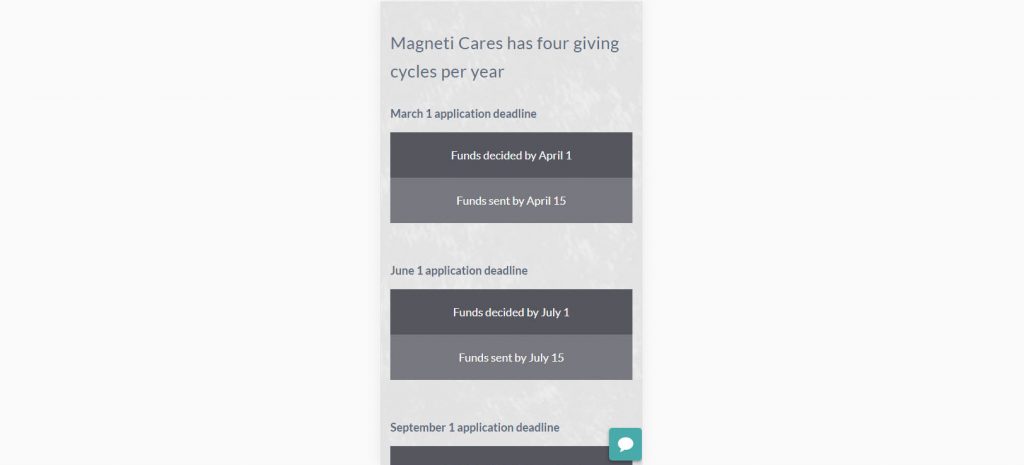 Magneti Cares has four giving
cycles per year
March 1 application deadline
Funds decided by April 1
Funds sent by April 15
June 1 application deadline
Funds decided by July 1
Funds sent by July 15
September 1 application deadline